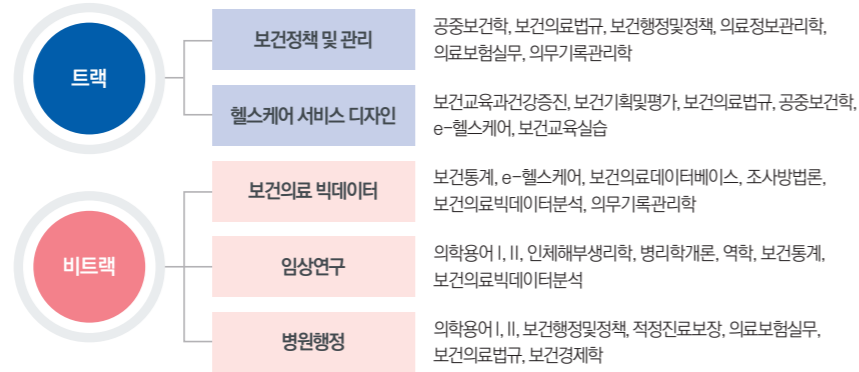 트랙
보건정책 및 관리
공중보건학, 보건의료법규, 보건행정및정책, 의료정보관리학,
의료보험실무, 의무기록관리학
헬스케어 서비스 디자인
보건교육과건강증진, 보건기획및평가, 보건의료법규, 공중보건학,
e-헬스케어, 보건교육실습
비트랙
보건의료 빅데이터
보건통계, e-헬스케어, 보건의료데이터베이스, 조사방법론,
보건의료빅데이터분석, 의무기록관리학
임상연구
의학용어 I, II, 인체해부생리학, 병리학개론, 역학, 보건통계,
보건의료빅데이터분석
병원행정
의학용어 I, II, 보건행정및정책, 적정진료보장, 의료보험실무,
보건의료법규, 보건경제학